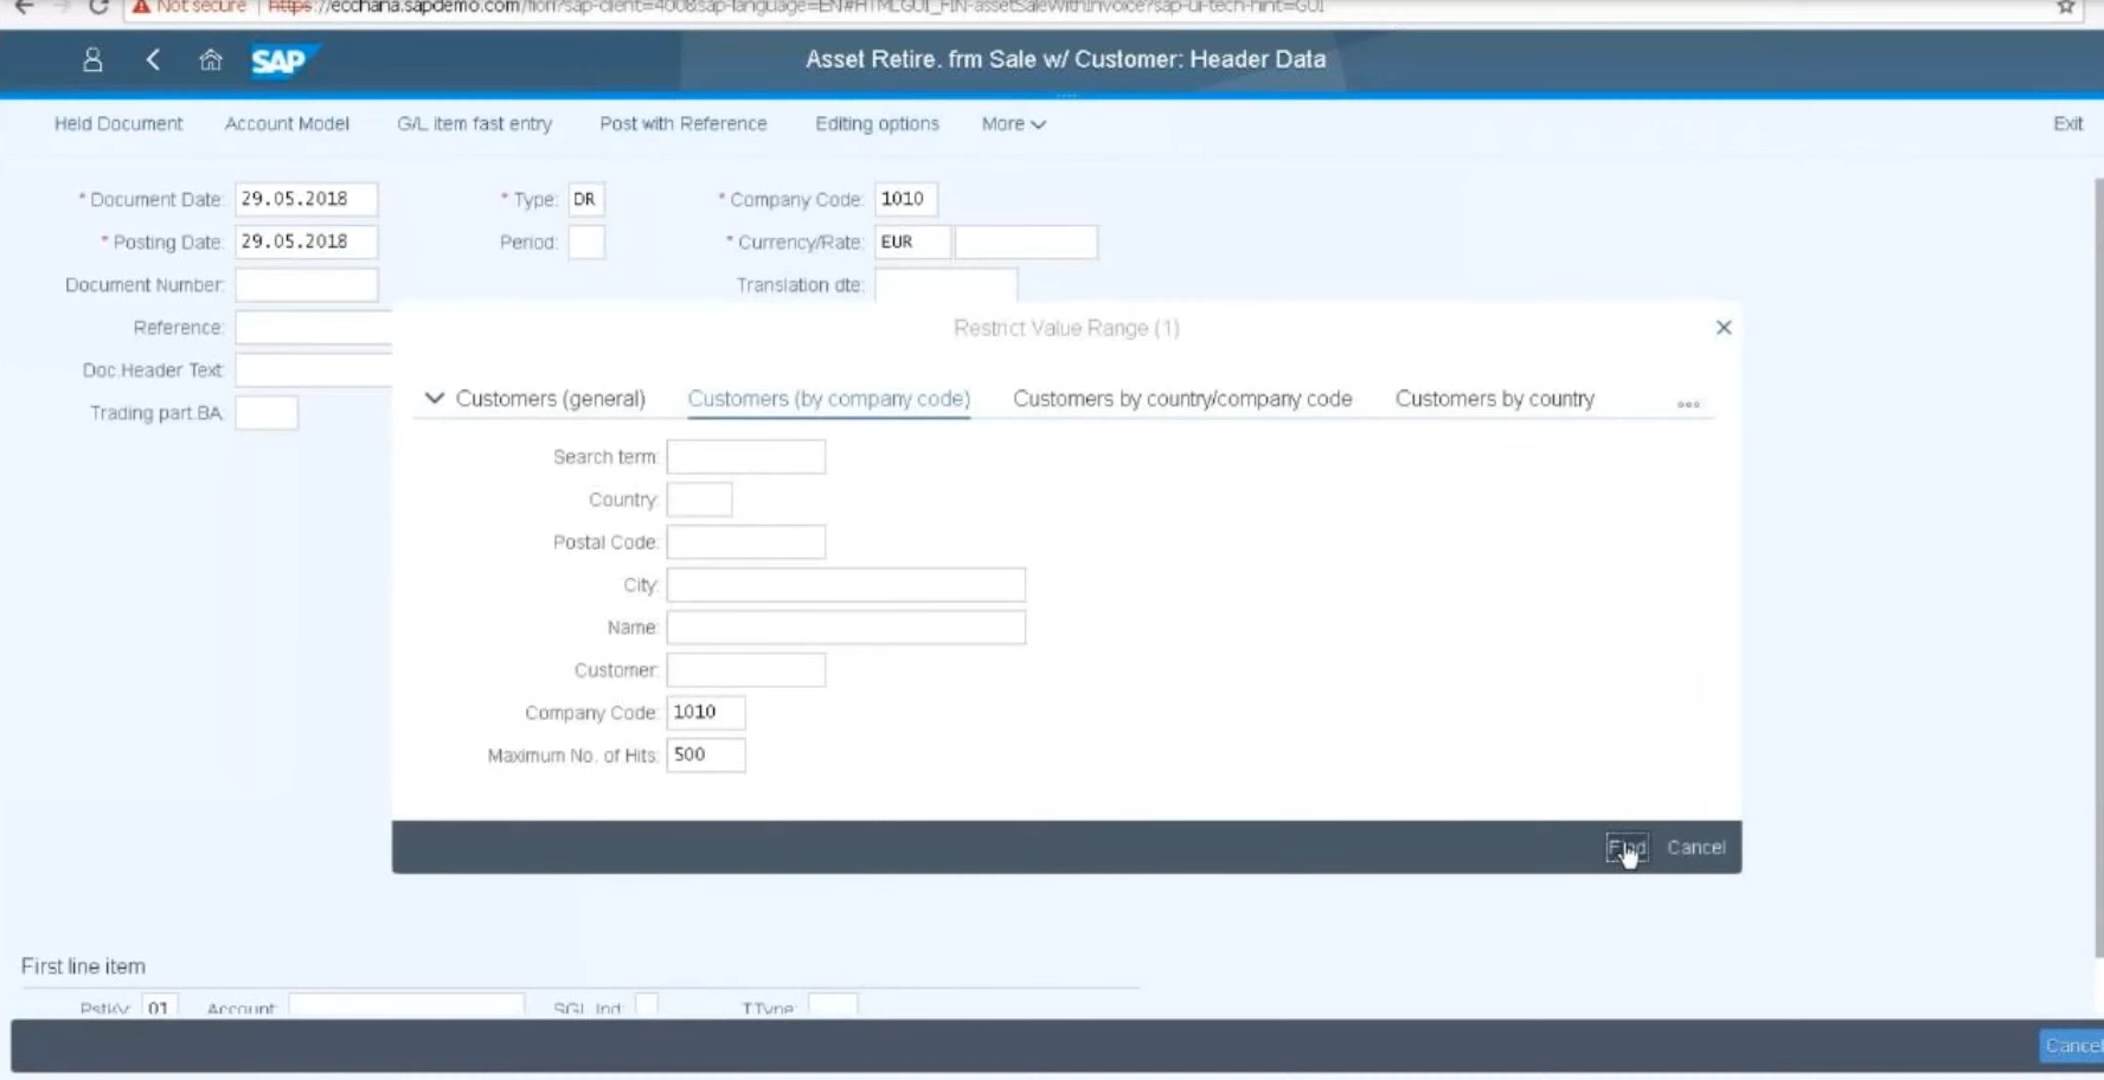 Not secure https://ecchana.sapdemo.com/fiori?sap-client=400&sap-language=EN#HTMLGUI_FIN-assetSaleWithInvoice?sap-ui-tech-hint=GUI
SAP Asset Retire. frm Sale w/ Customer: Header Data
Held Document Account Model G/L item fast entry Post with Reference Editing options More Exit
* Document Date: 29.05.2018 * Type: DR * Company Code: 1010
* Posting Date: 29.05.2018 Period: * Currency/Rate: EUR
Document Number: Translation dte:
Reference:
Doc.Header Text:
Trading part.BA:
Restrict Value Range (1)
Customers (general) Customers (by company code) Customers by country/company code Customers by country
Search term:
Country:
Postal Code:
City:
Name:
Customer:
Company Code: 1010
Maximum No. of Hits: 500
Find Cancel
First line item
PstKy: 01 Account: SGL Ind: TType:
Cancel